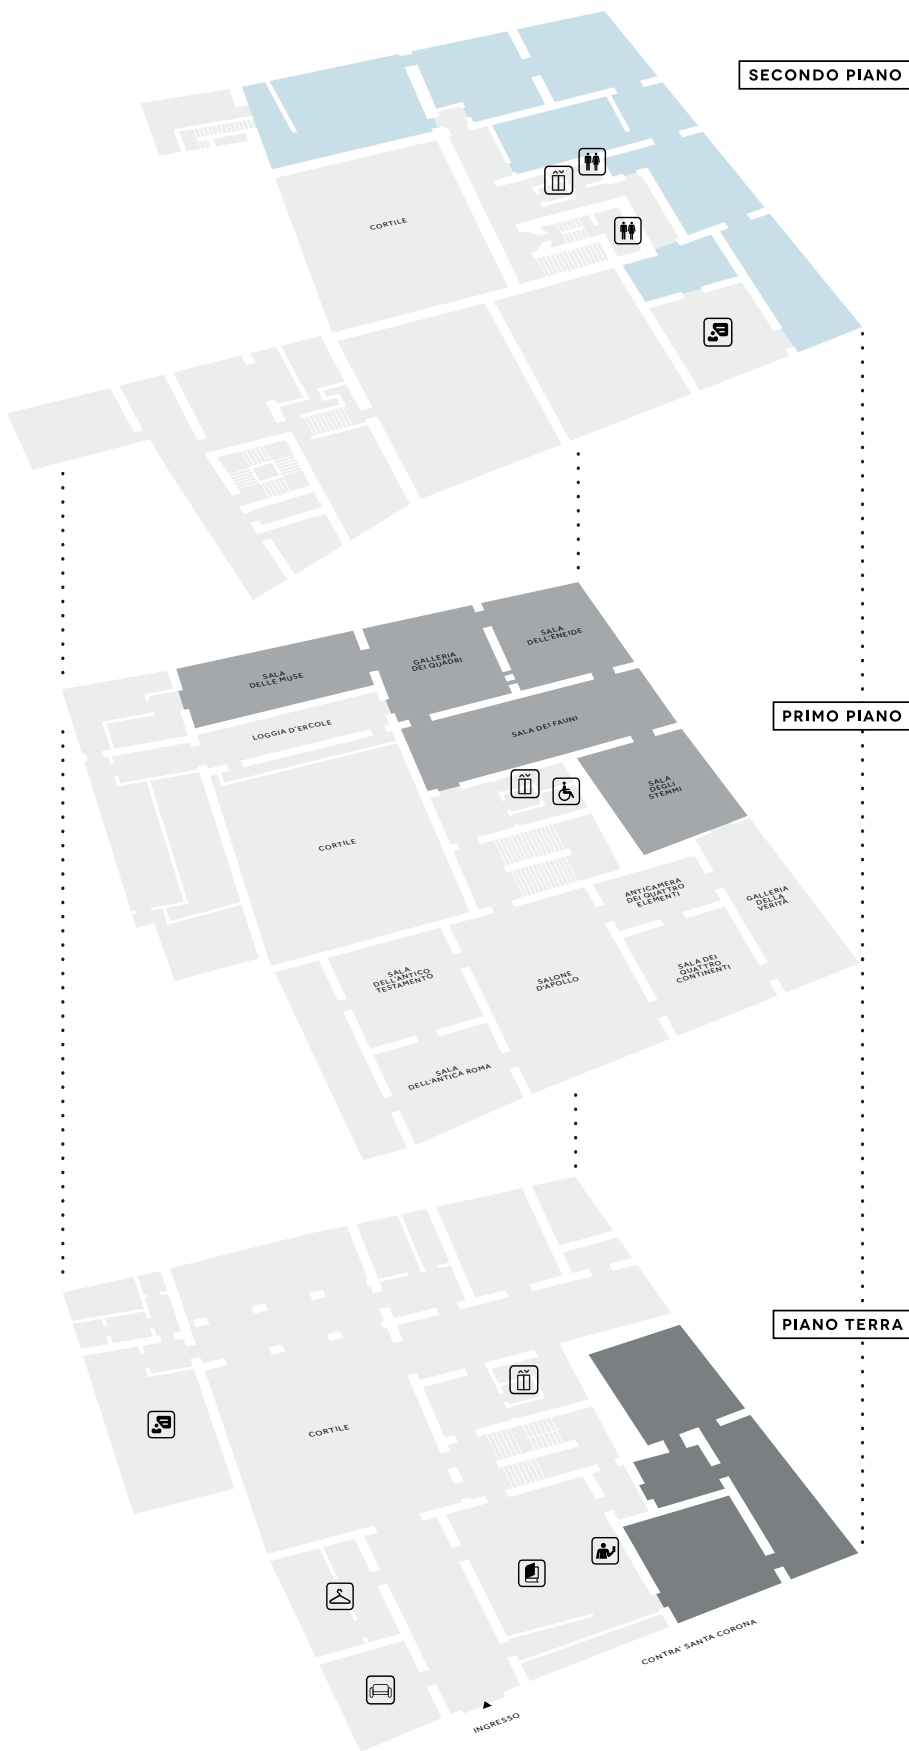 SECONDO PIANO
CORTILE
SALA
DELL'ENEIDE
GALLERIA
DEI QUADRI
SALA
DELLE MUSE
PRIMO PIANO
LOGGIA D'ERCOLE
SALA DEI FAUNI
SALA
DEGLI
STEMMI
CORTILE
ANTICAMERA
DEI QUATTRO
ELEMENTI
GALLERIA
DELLA
VERITÀ
SALA
DELL'ANTICO
TESTAMENTO
SALONE
D'APOLLO
SALA DEI
QUATTRO
CONTINENTI
SALA
DELL'ANTICA ROMA
PIANO TERRA
CORTILE
CONTRA' SANTA CORONA
INGRESSO